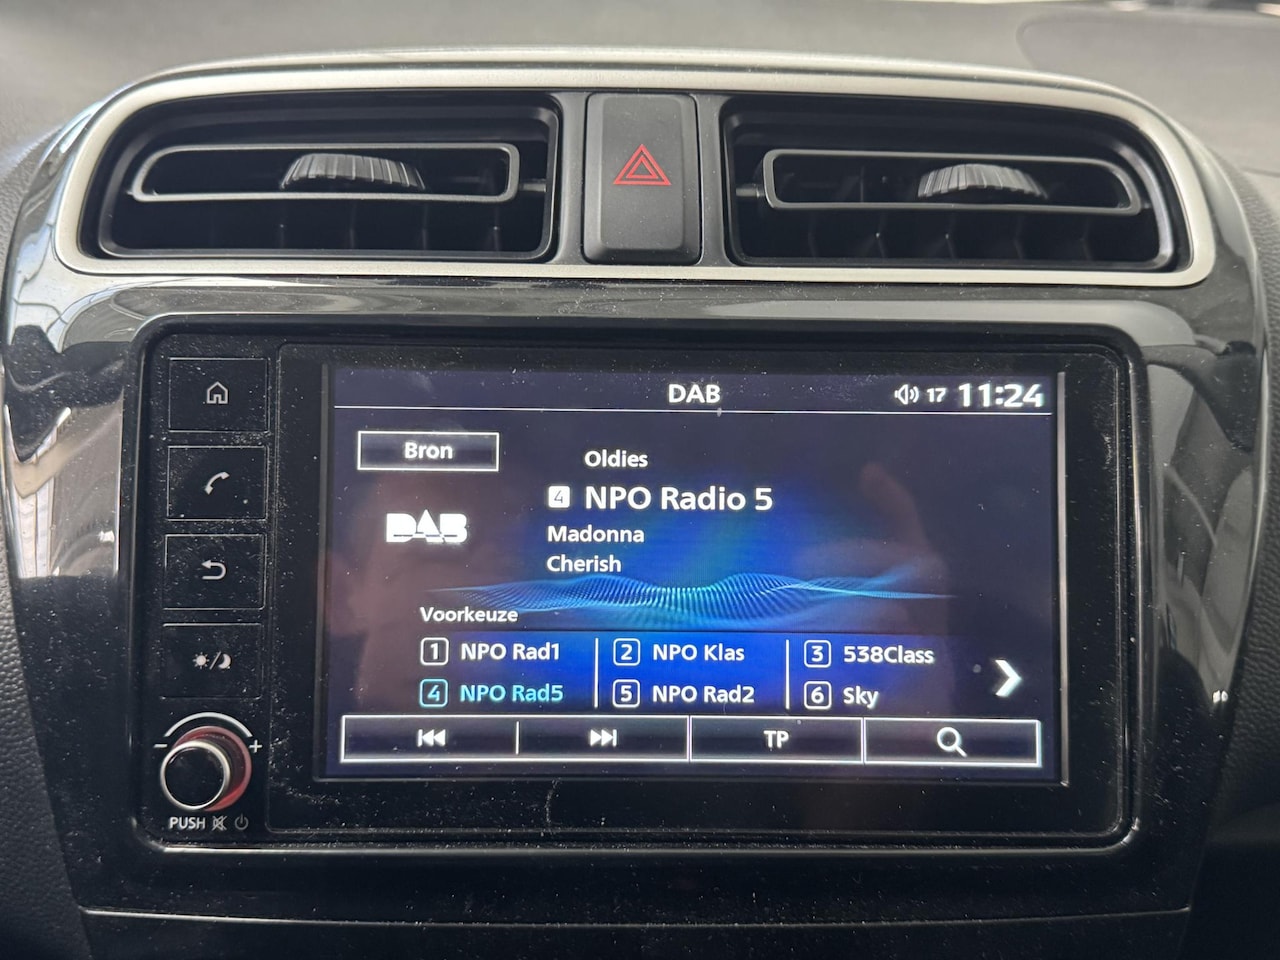 DAB 17 11:24
Bron
Oldies
4 NPO Radio 5
DAB
Madonna
Cherish
Voorkeuze
1 NPO Rad1 2 NPO Klas 3 538Class
4 NPO Rad5 5 NPO Rad2 6 Sky
TP
- +
PUSH